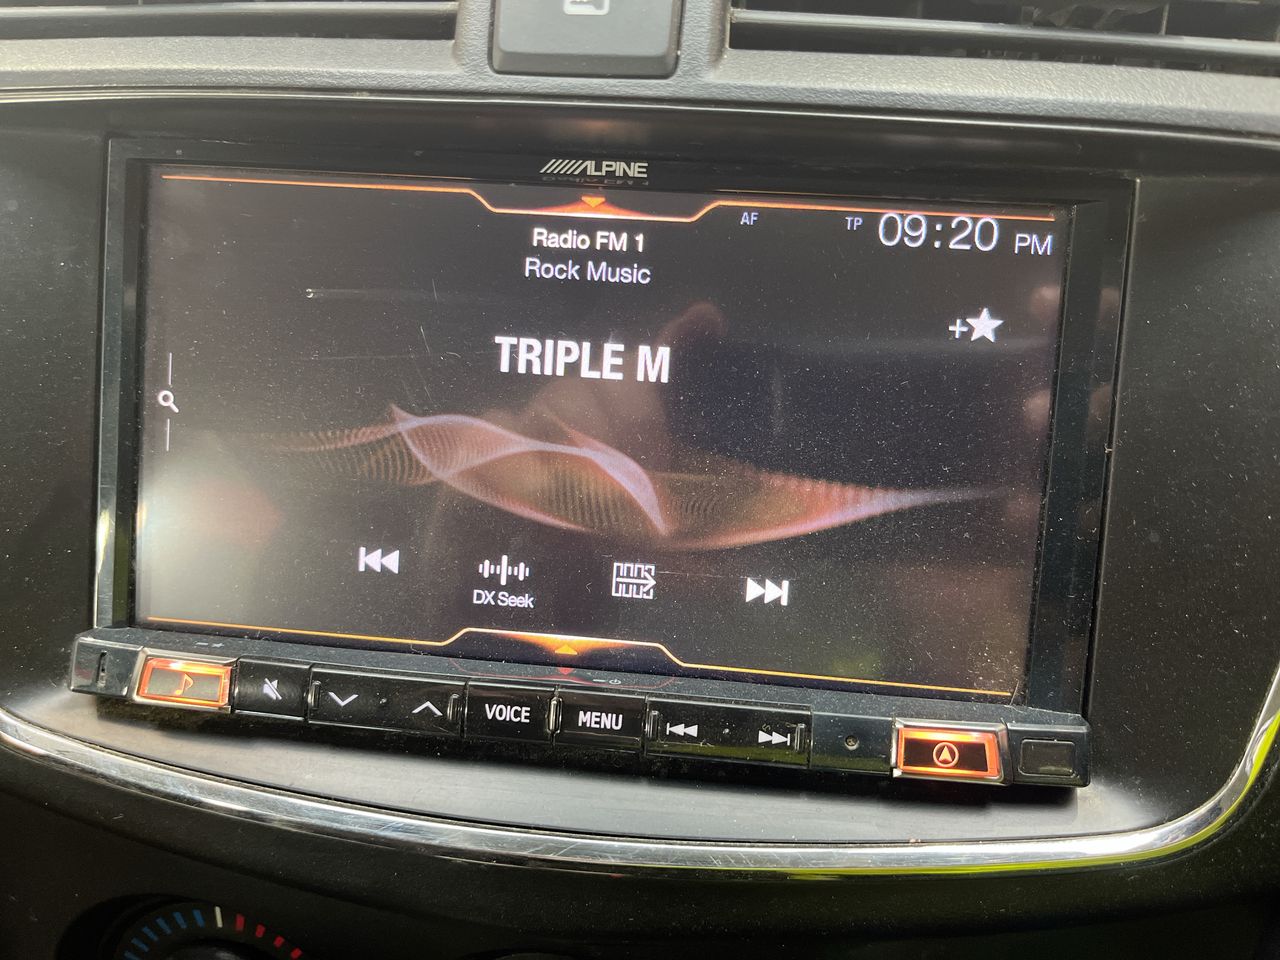 ALPINE
AF
TP
09:20 PM
Radio FM 1
Rock Music
TRIPLE M
DX Seek
VOICE
MENU